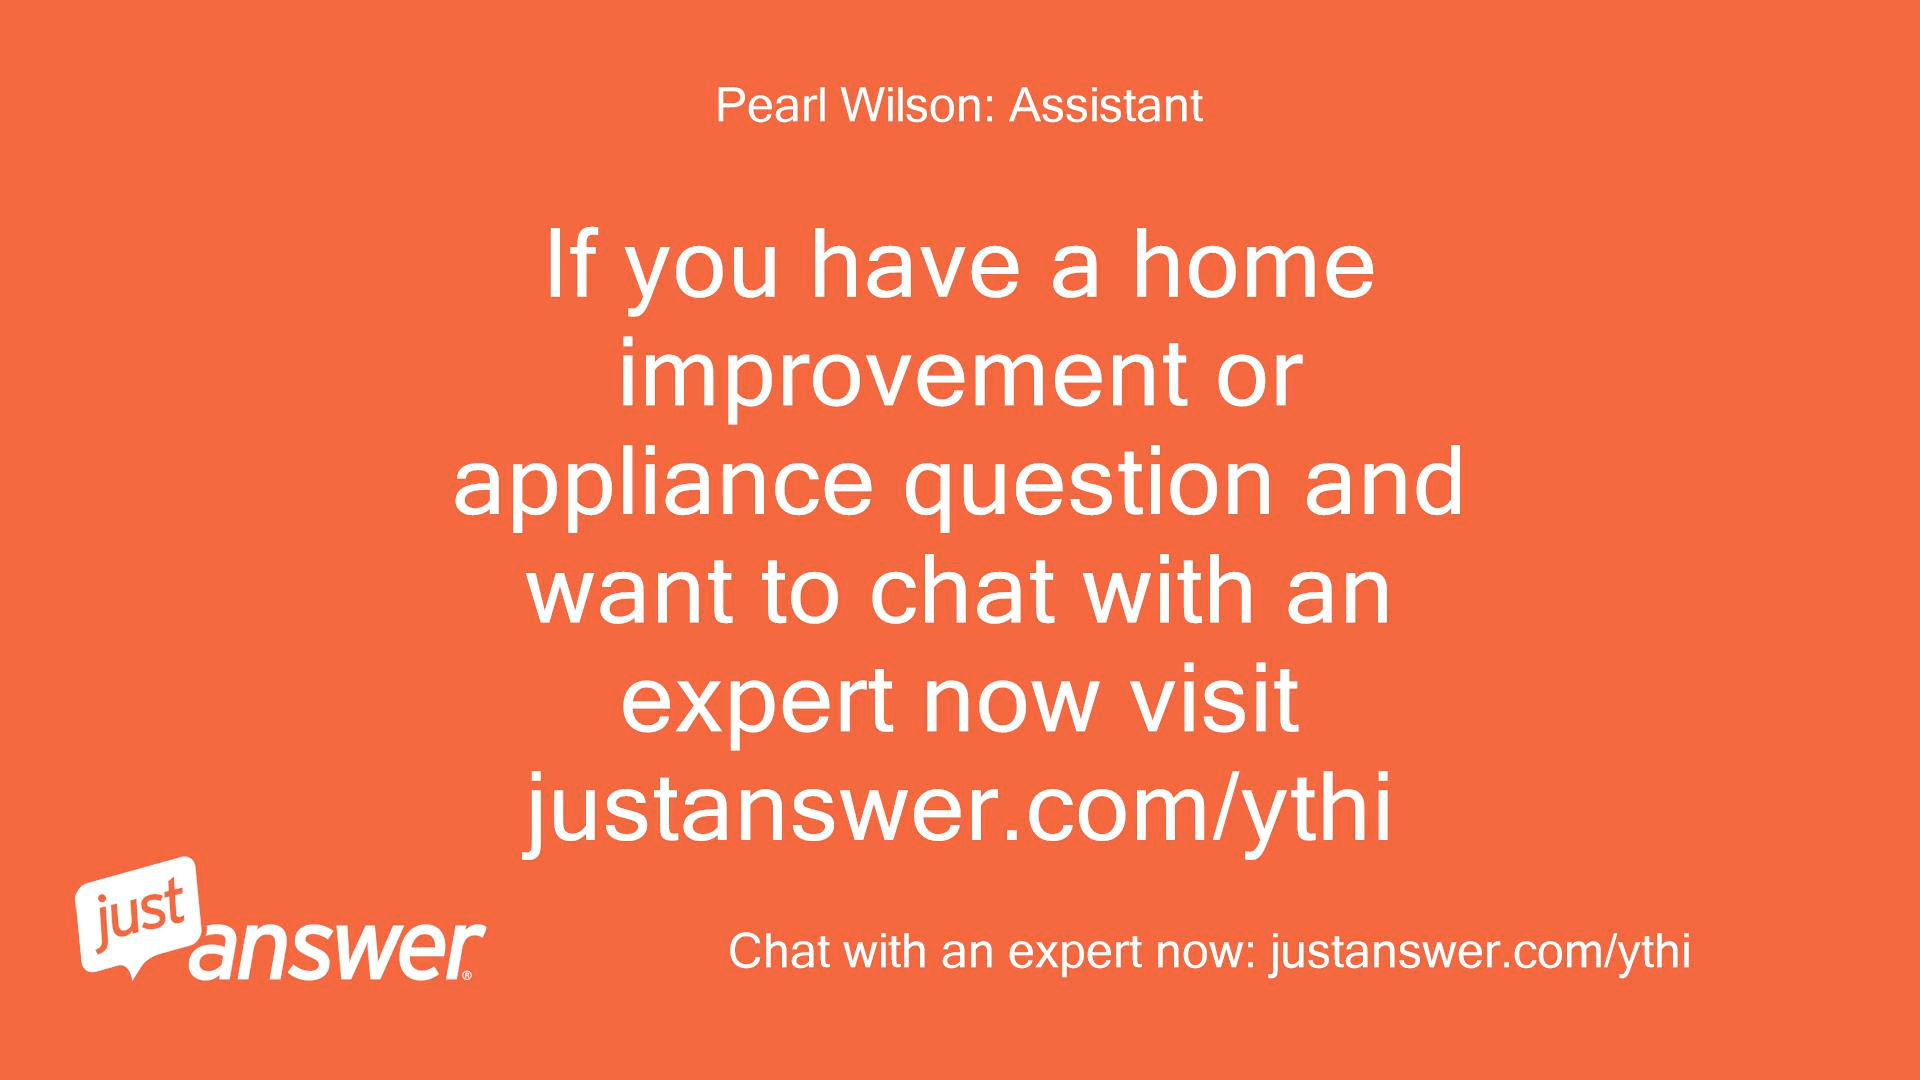 Pearl Wilson: Assistant
If you have a home
improvement or
appliance question and
want to chat with an
expert now visit
justanswer.com/ythi
just
answer®
Chat with an expert now: justanswer.com/ythi